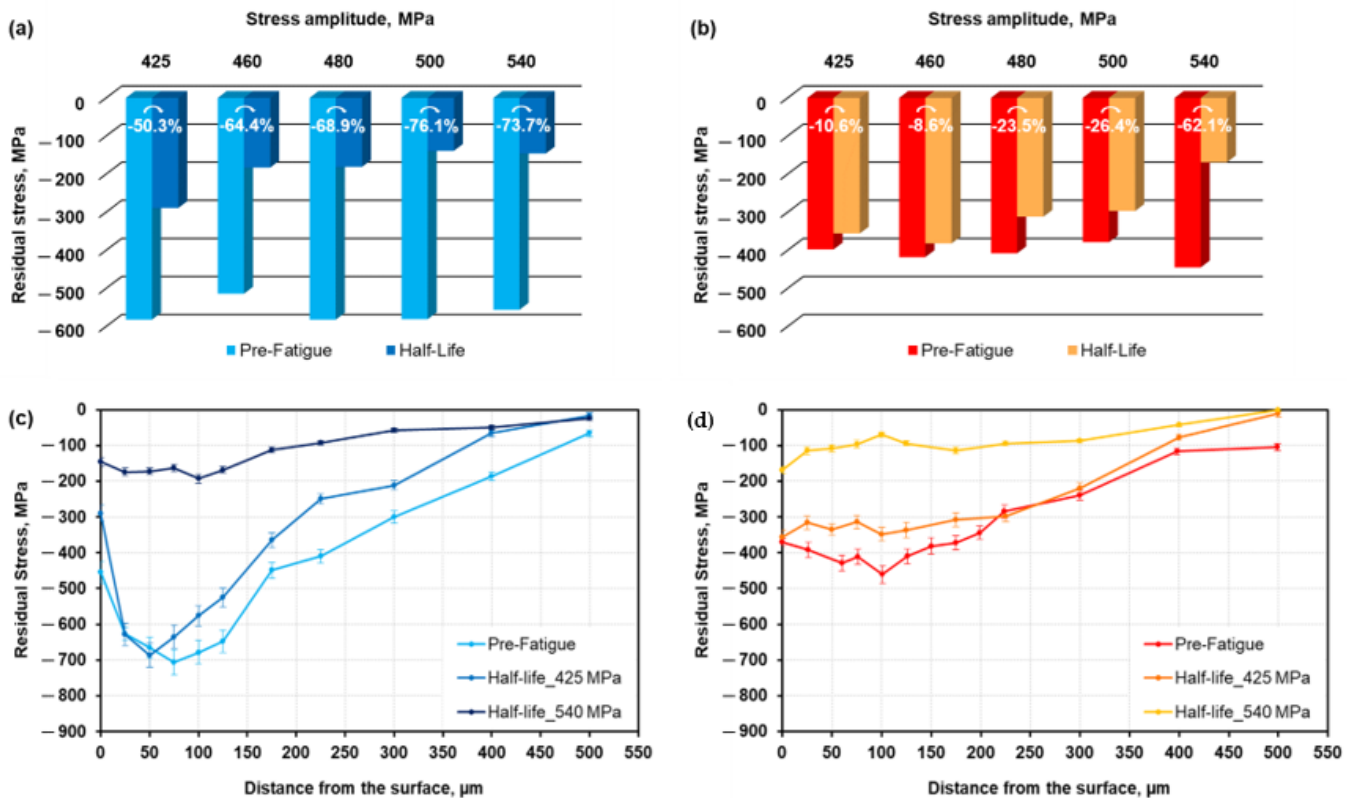 (a)
Stress amplitude, MPa
425 460 480 500 540
Residual stress, MPa
0
— 100
— 200
— 300
— 400
— 500
— 600
-50.3% -64.4% -68.9% -76.1% -73.7%
Pre-Fatigue Half-Life
(b)
Stress amplitude, MPa
425 460 480 500 540
Residual stress, MPa
0
— 100
— 200
— 300
— 400
— 500
— 600
-10.6% -8.6% -23.5% -26.4% -62.1%
Pre-Fatigue Half-Life
(c)
Residual Stress, MPa
0
— 100
— 200
— 300
— 400
— 500
— 600
— 700
— 800
— 900
Pre-Fatigue
Half-life_425 MPa
Half-life_540 MPa
0 50 100 150 200 250 300 350 400 450 500 550
Distance from the surface, µm
(d)
Residual Stress, MPa
0
— 100
— 200
— 300
— 400
— 500
— 600
— 700
— 800
— 900
Pre-Fatigue
Half-life_425 MPa
Half-life_540 MPa
0 50 100 150 200 250 300 350 400 450 500 550
Distance from the surface, µm